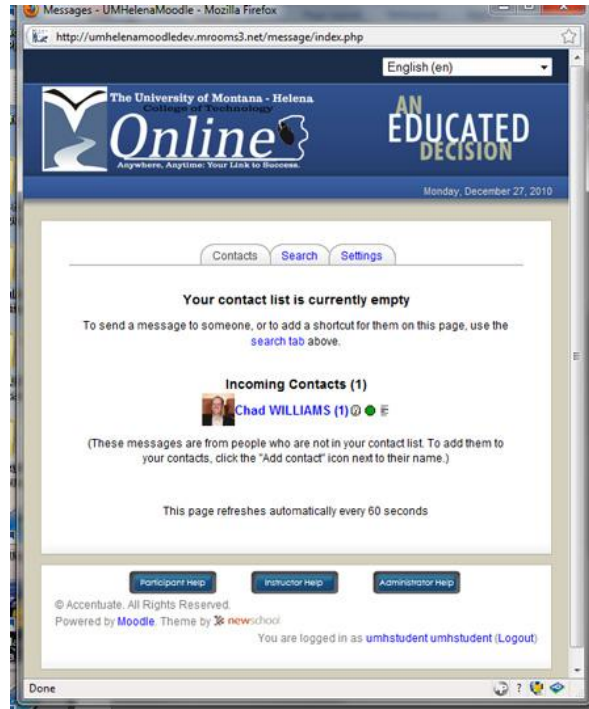 Messages - UMHelenaMoodle - Mozilla Firefox
http://umhelenamoodledev.mrooms3.net/message/index.php
English (en)
The University of Montana - Helena
College of Technology
Online
Anywhere, Anytime: Your Link to Success.
AN
EDUCATED
DECISION
Monday, December 27, 2010
Contacts Search Settings
Your contact list is currently empty
To send a message to someone, or to add a shortcut for them on this page, use the
search tab above.
Incoming Contacts (1)
Chad WILLIAMS (1)
(These messages are from people who are not in your contact list. To add them to
your contacts, click the "Add contact" icon next to their name.)
This page refreshes automatically every 60 seconds
Participant Help Instructor Help Administrator Help
© Accentuate. All Rights Reserved.
Powered by Moodle. Theme by newschool
You are logged in as umhstudent umhstudent (Logout)
Done
?